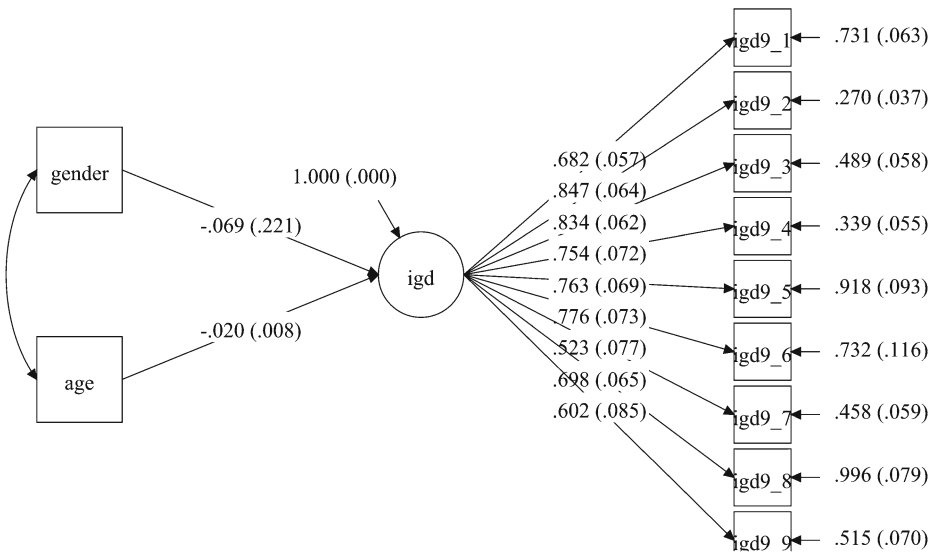 igd9_1 .731 (.063)
igd9_2 .270 (.037)
gender
1.000 (.000)
.682 (.057)
igd9_3 .489 (.058)
.847 (.064)
-.069 (.221)
.834 (.062)
igd9_4 .339 (.055)
.754 (.072)
igd
.763 (.069)
igd9_5 .918 (.093)
.776 (.073)
-.020 (.008)
.523 (.077)
igd9_6 .732 (.116)
age
.698 (.065)
.602 (.085)
igd9_7 .458 (.059)
igd9_8 .996 (.079)
igd9_9 .515 (.070)